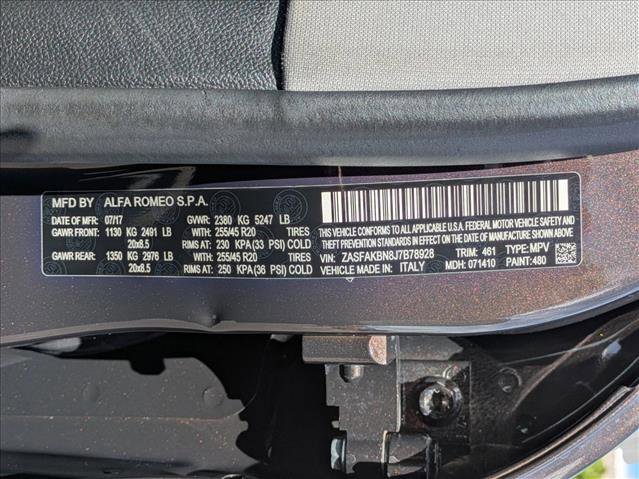 MFD BY ALFA ROMEO S.P.A.
DATE OF MFR: 07/17 GVWR: 2380 KG 5247 LB
GAWR FRONT: 1130 KG 2491 LB WITH 255/45 R20 TIRES
20x8.5 RIMS AT: 230 KPA(33 PSI) COLD
GAWR REAR: 1350 KG 2976 LB WITH 255/45 R20 TIRES
20x8.5 RIMS AT: 250 KPA(36 PSI) COLD
THIS VEHICLE CONFORMS TO ALL APPLICABLE U.S.A. FEDERAL MOTOR VEHICLE SAFETY,
BUMPER, AND THEFT PREVENTION STANDARDS IN EFFECT ON THE DATE OF MFR SHOWN ABOVE.
VIN: ZASFAKBN8J7B78928 TYPE: MPV
VEHICLE MADE IN: ITALY MDH: 071410 TRIM: 461 PAINT: 480